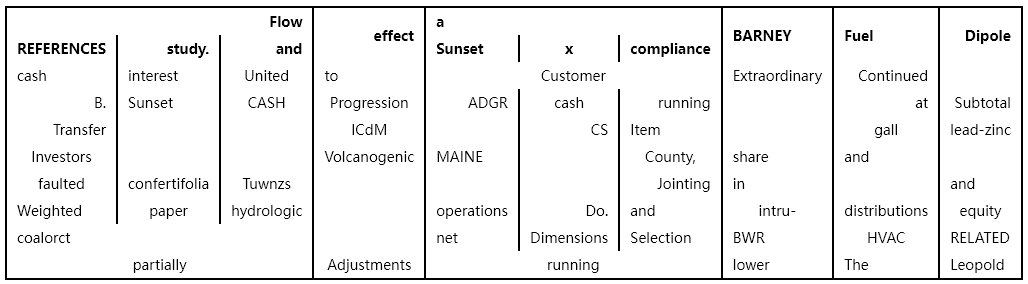 Flow effect a BARNEY Fuel Dipole
REFERENCES study. and Sunset x compliance
cash interest United to Customer Extraordinary Continued
B. Sunset CASH Progression ADGR cash running at Subtotal
Transfer ICdM CS Item gall lead-zinc
Investors Volcanogenic MAINE County, share and
faulted confertifolia Tuwnzs Jointing in and
Weighted paper hydrologic operations Do. and intru- distributions equity
coalorct net Dimensions Selection BWR HVAC RELATED
partially Adjustments running lower The Leopold